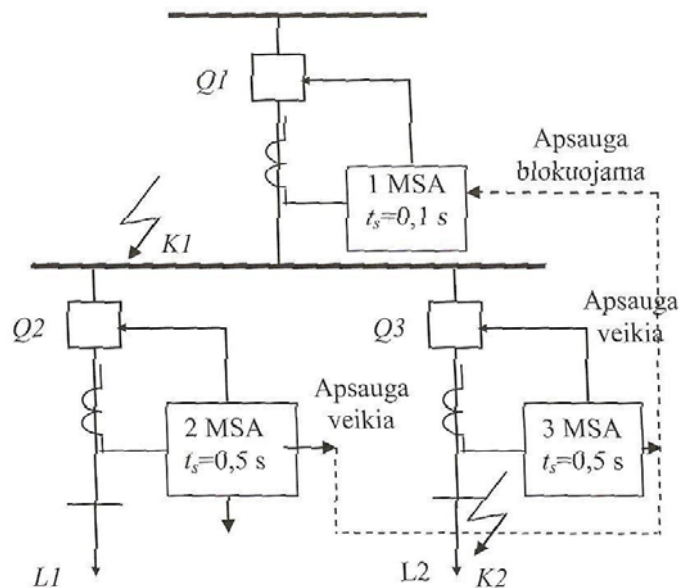 Q1
Apsauga
blokuojama
1 MSA
ts=0,1 s
K1
Q2
Q3
Apsauga
veikia
Apsauga
veikia
2 MSA
ts=0,5 s
3 MSA
ts=0,5 s
L1
L2
K2